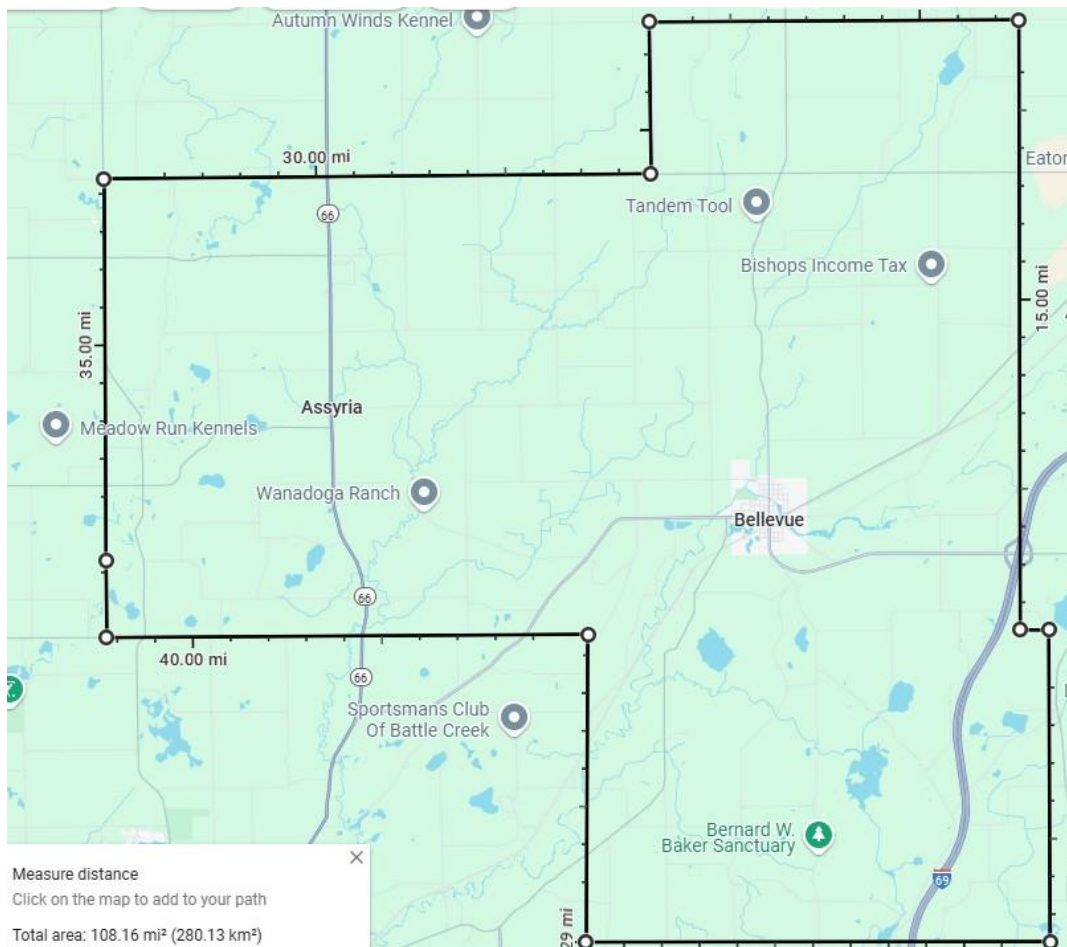 Autumn Winds Kennel
30.00 mi
Eator
66
Tandem Tool
Bishops Income Tax
15.00 mi
35.00 mi
Assyria
Meadow Run Kennels
Wanadoga Ranch
Bellevue
66
40.00 mi
66
Sportsmans Club
Of Battle Creek
Bernard W.
Baker Sanctuary
69
29 mi
Measure distance
Click on the map to add to your path
Total area: 108.16 mi² (280.13 km²)